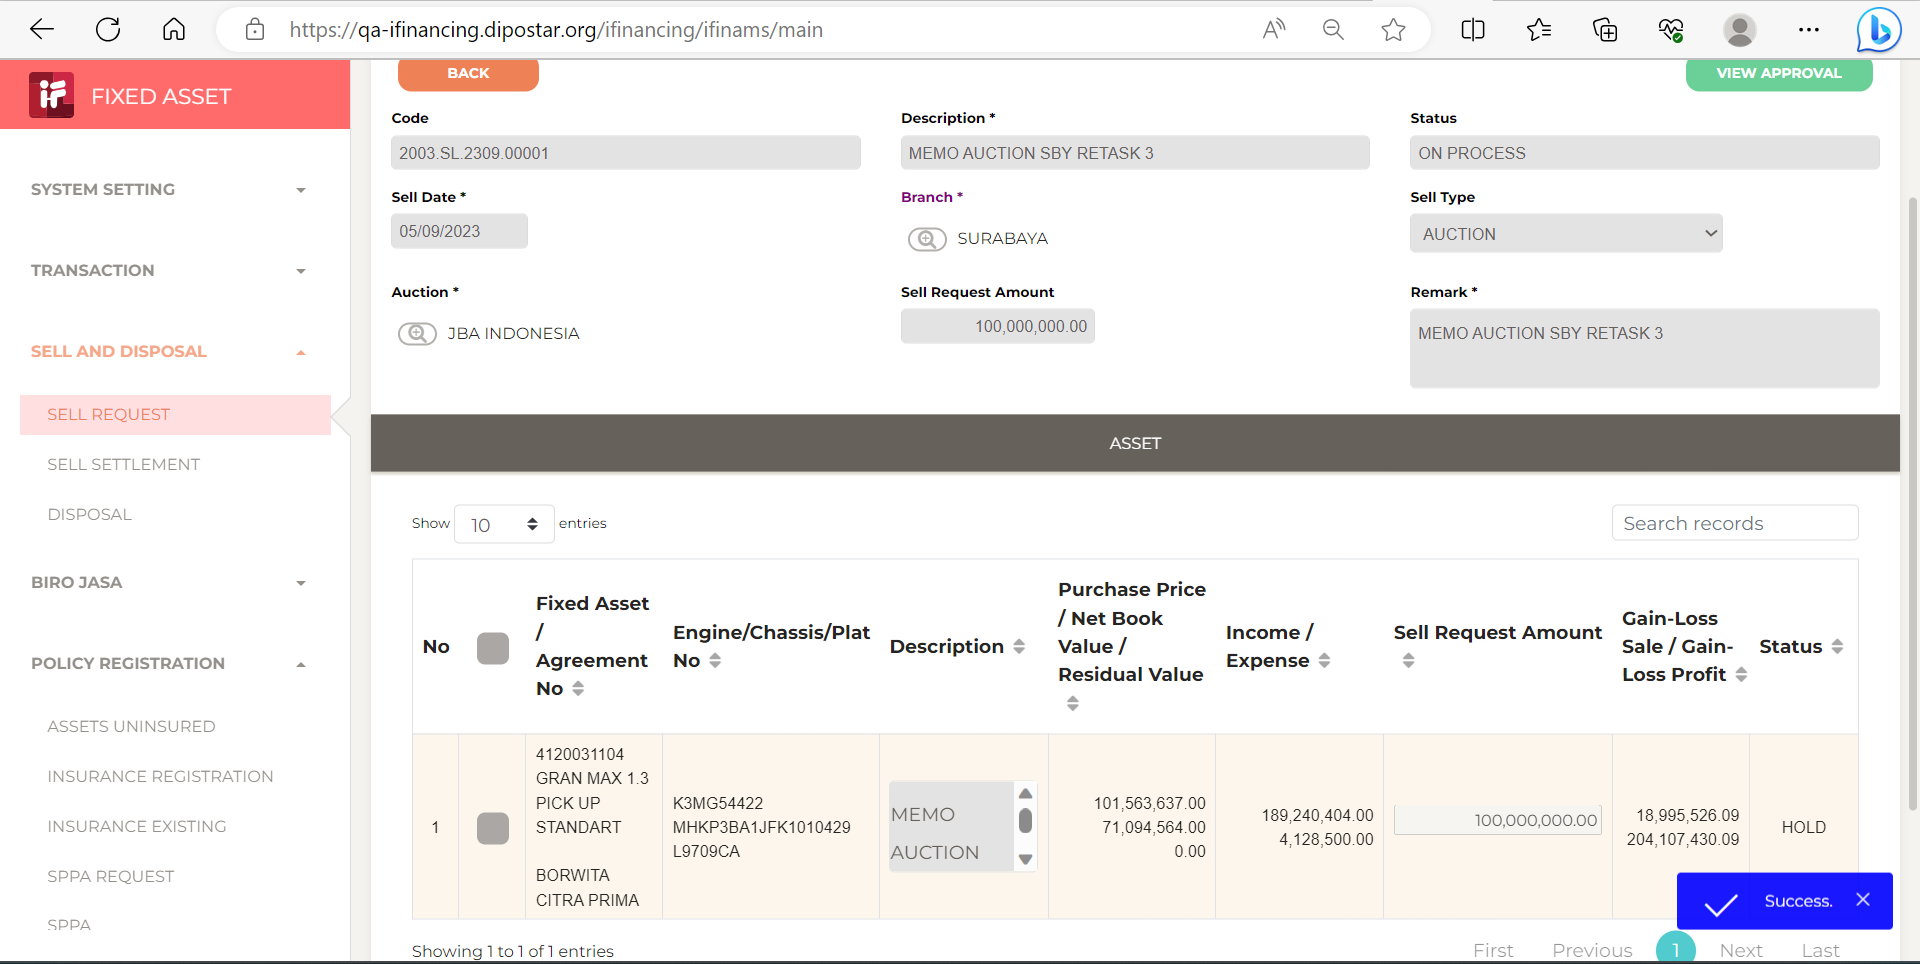 https://qa-ifinancing.dipostar.org/ifinancing/ifinams/main
FIXED ASSET
SYSTEM SETTING
TRANSACTION
SELL AND DISPOSAL
SELL REQUEST
SELL SETTLEMENT
DISPOSAL
BIRO JASA
POLICY REGISTRATION
ASSETS UNINSURED
INSURANCE REGISTRATION
INSURANCE EXISTING
SPPA REQUEST
SPPA
BACK
VIEW APPROVAL
Code
2003.SL.2309.00001
Description *
MEMO AUCTION SBY RETASK 3
Status
ON PROCESS
Sell Date *
05/09/2023
Branch *
SURABAYA
Sell Type
AUCTION
Auction *
JBA INDONESIA
Sell Request Amount
100,000,000.00
Remark *
MEMO AUCTION SBY RETASK 3
ASSET
Show 10 entries
Search records
No
Fixed Asset
/
Agreement
No
Engine/Chassis/Plat
No
Description
Purchase Price
/ Net Book
Value /
Residual Value
Income /
Expense
Sell Request Amount
Gain-Loss
Sale / Gain-
Loss Profit
Status
1
4120031104
GRAN MAX 1.3
PICK UP
STANDART
BORWITA
CITRA PRIMA
K3MG54422
MHKP3BA1JFK1010429
L9709CA
MEMO
AUCTION
101,563,637.00
71,094,564.00
0.00
189,240,404.00
4,128,500.00
100,000,000.00
18,995,526.09
204,107,430.09
HOLD
Success.
Showing 1 to 1 of 1 entries
First Previous 1 Next Last